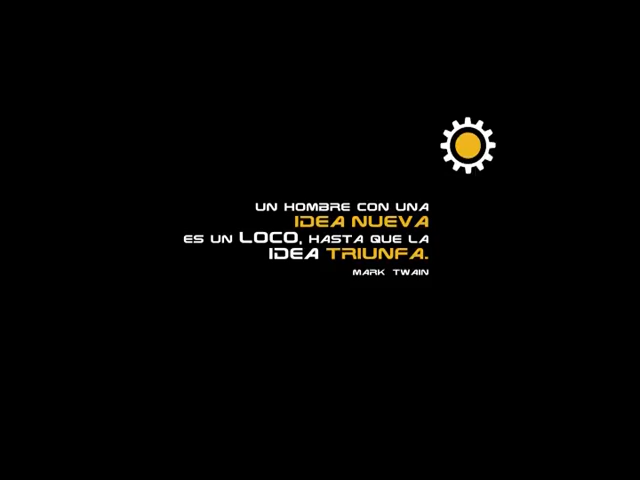 UN HOMBRE CON UNA
IDEA NUEVA
ES UN LOCO, HASTA QUE LA
IDEA TRIUNFA.
MARK TWAIN